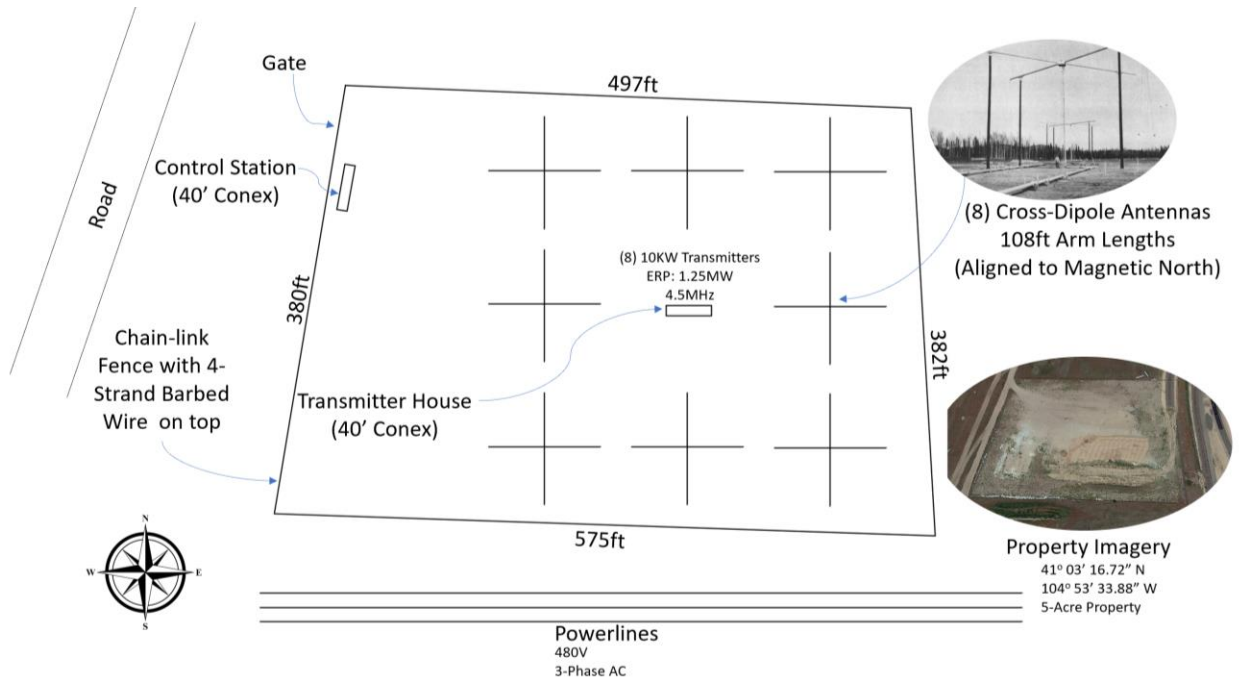 497ft
Gate
Control Station
(40' Conex)
Road
(8) Cross-Dipole Antennas
108ft Arm Lengths
(Aligned to Magnetic North)
(8) 10KW Transmitters
ERP: 1.25MW
4.5MHz
380ft
382ft
Chain-link
Fence with 4-
Strand Barbed
Wire on top
Transmitter House
(40' Conex)
575ft
N
W
E
S
Property Imagery
41° 03' 16.72" N
104° 53' 33.88" W
5-Acre Property
Powerlines
480V
3-Phase AC